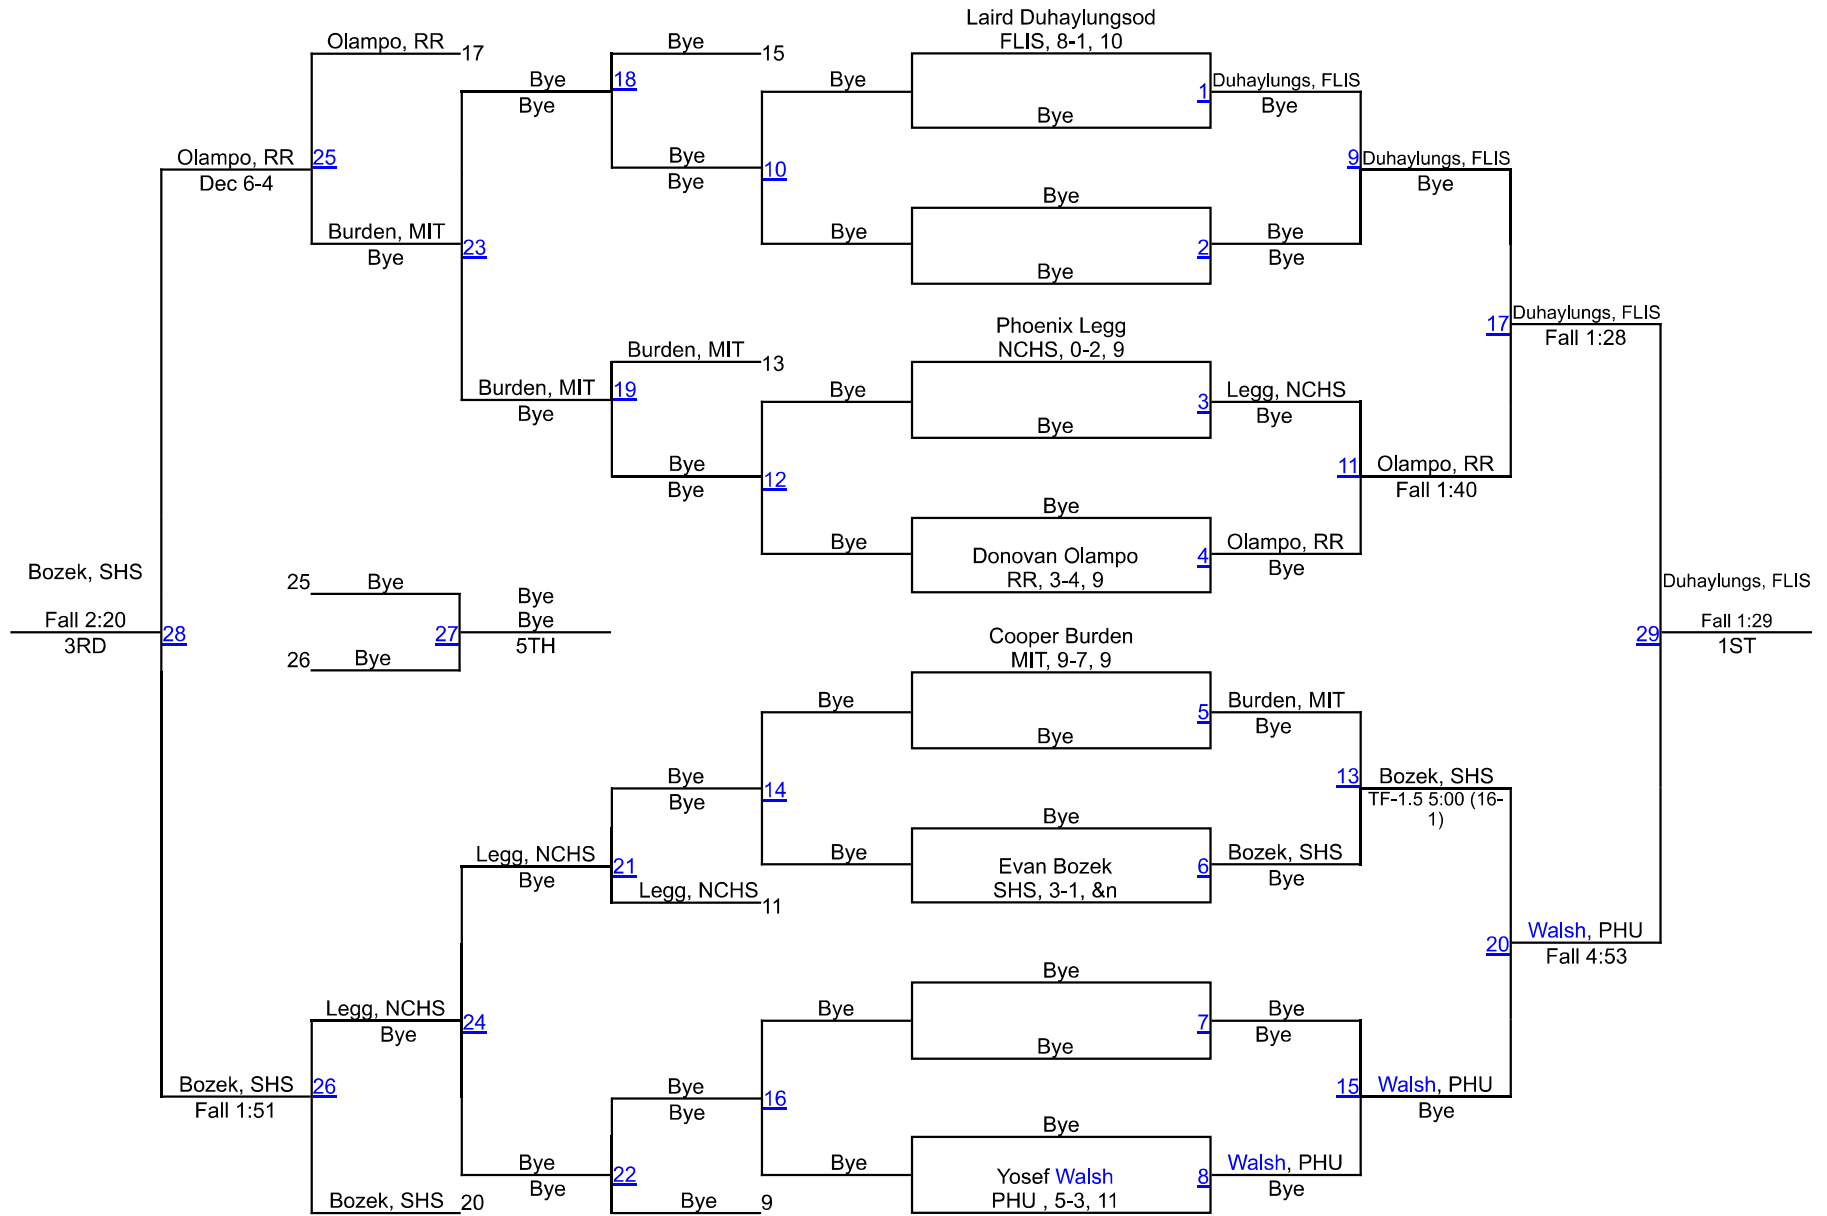 Laird Duhaylungsod
FLIS, 8-1, 10
Olampo, RR
17
Bye
15
Bye
18
Bye
Bye
1
Duhaylungs, FLIS
Bye
Bye
Olampo, RR
25
Dec 6-4
Bye
10
Bye
9
Duhaylungs, FLIS
Bye
Burden, MIT
23
Bye
Bye
2
Bye
Bye
Bye
Phoenix Legg
NCHS, 0-2, 9
17
Duhaylungs, FLIS
Fall 1:28
Burden, MIT
13
Burden, MIT
19
Bye
Bye
3
Legg, NCHS
Bye
Bye
Bye
12
Bye
11
Olampo, RR
Fall 1:40
Bye
Bye
Donovan Olampo
RR, 3-4, 9
4
Olampo, RR
Bye
Bozek, SHS
Fall 2:20
28
3RD
25
Bye
Bye
Bye
27
5TH
26
Bye
Duhaylungs, FLIS
29
Fall 1:29
1ST
Cooper Burden
MIT, 9-7, 9
Bye
5
Burden, MIT
Bye
Bye
Bye
14
Bye
13
Bozek, SHS
TF-1.5 5:00 (16-
1)
Bye
Legg, NCHS
21
Bye
Bye
Evan Bozek
SHS, 3-1, &n
6
Bozek, SHS
Bye
Legg, NCHS
11
20
Walsh, PHU
Fall 4:53
Bye
Legg, NCHS
24
Bye
Bye
7
Bye
Bye
Bye
Bozek, SHS
26
Fall 1:51
Bye
16
Bye
15
Walsh, PHU
Bye
Bye
Bye
22
Bye
Bye
Yosef Walsh
PHU , 5-3, 11
8
Walsh, PHU
Bye
Bozek, SHS
20
Bye
9